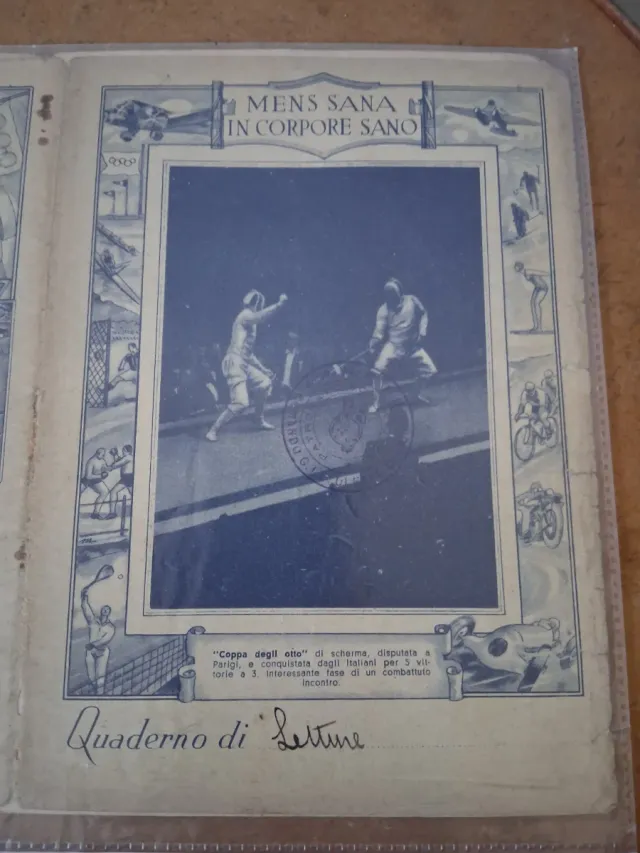 MENS SANA
IN CORPORE SANO
"Coppa degli otto" di scherma, disputata a
Parigi, e conquistata dagli Italiani per 5 vit-
torie a 3. Interessante fase di un combattuto
incontro.
Quaderno di Letture